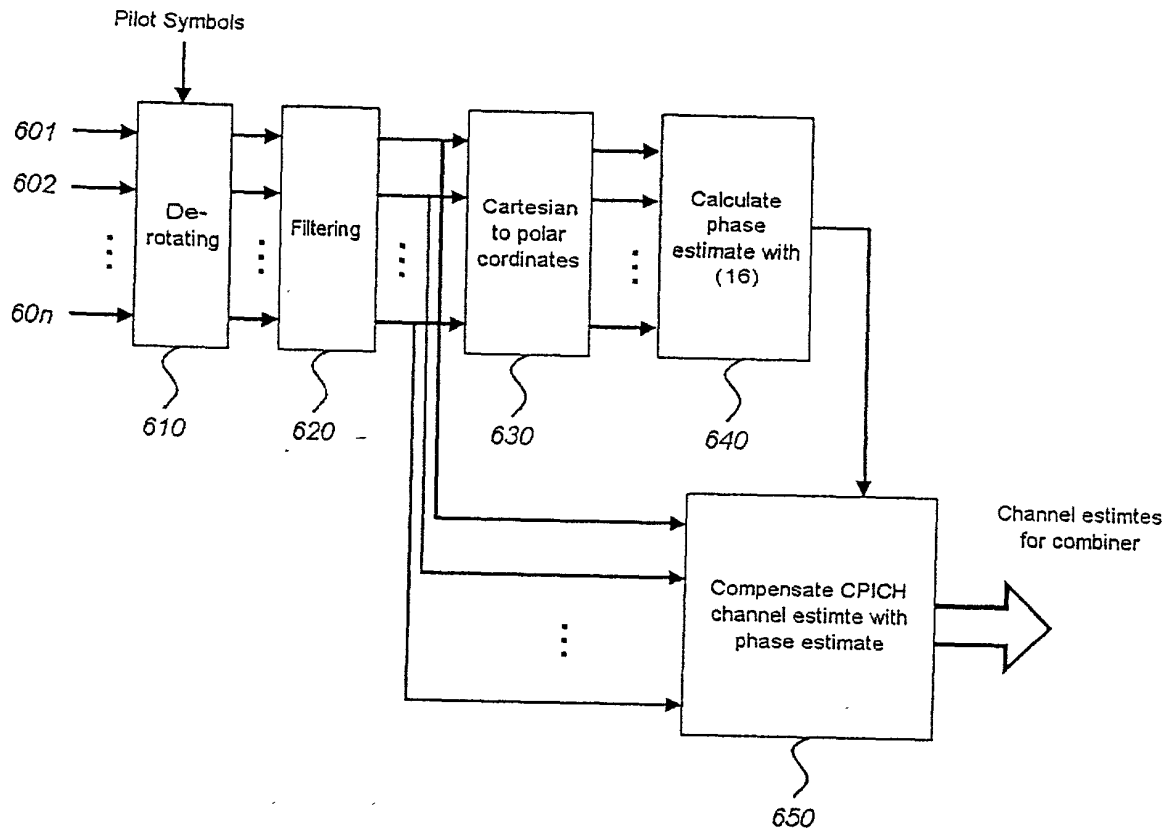 Pilot Symbols
601
602
60n
De-
rotating
Filtering
Cartesian
to polar
cordinates
Calculate
phase
estimate with
(16)
610
620
630
640
Compensate CPICH
channel estimte with
phase estimate
Channel estimtes
for combiner
650